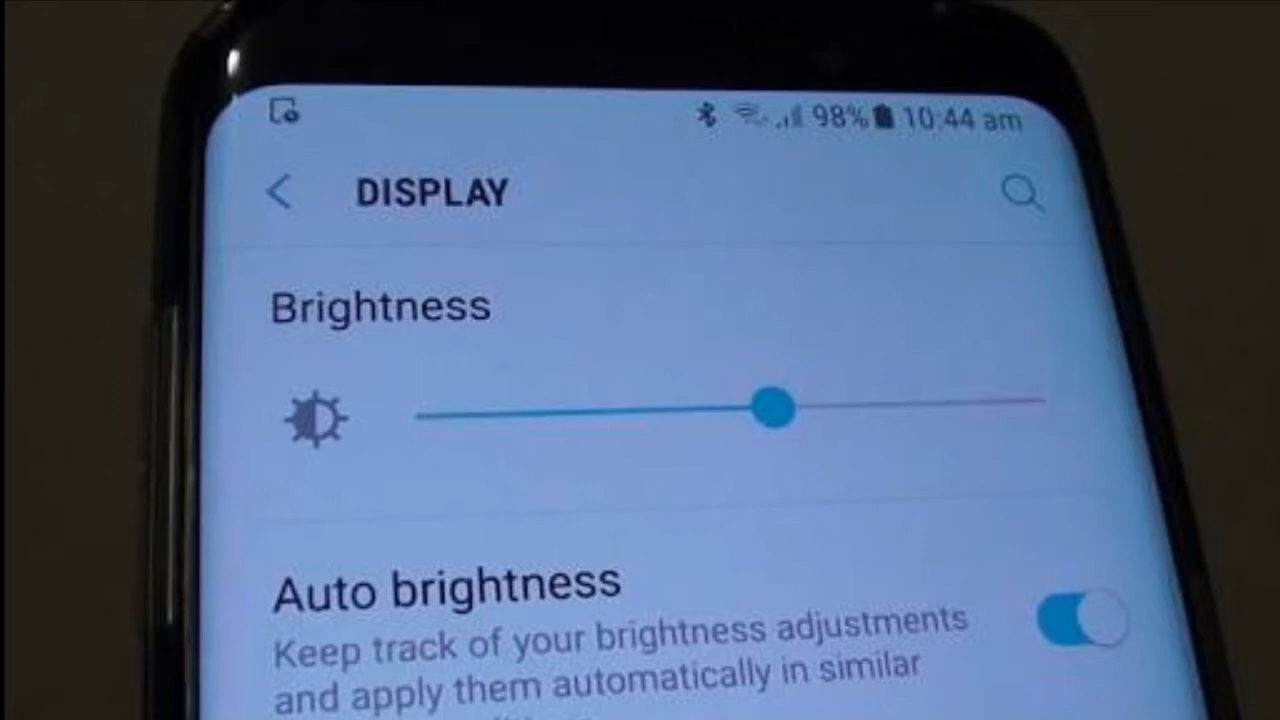 98% 10:44 am
DISPLAY
Brightness
Auto brightness
Keep track of your brightness adjustments
and apply them automatically in similar